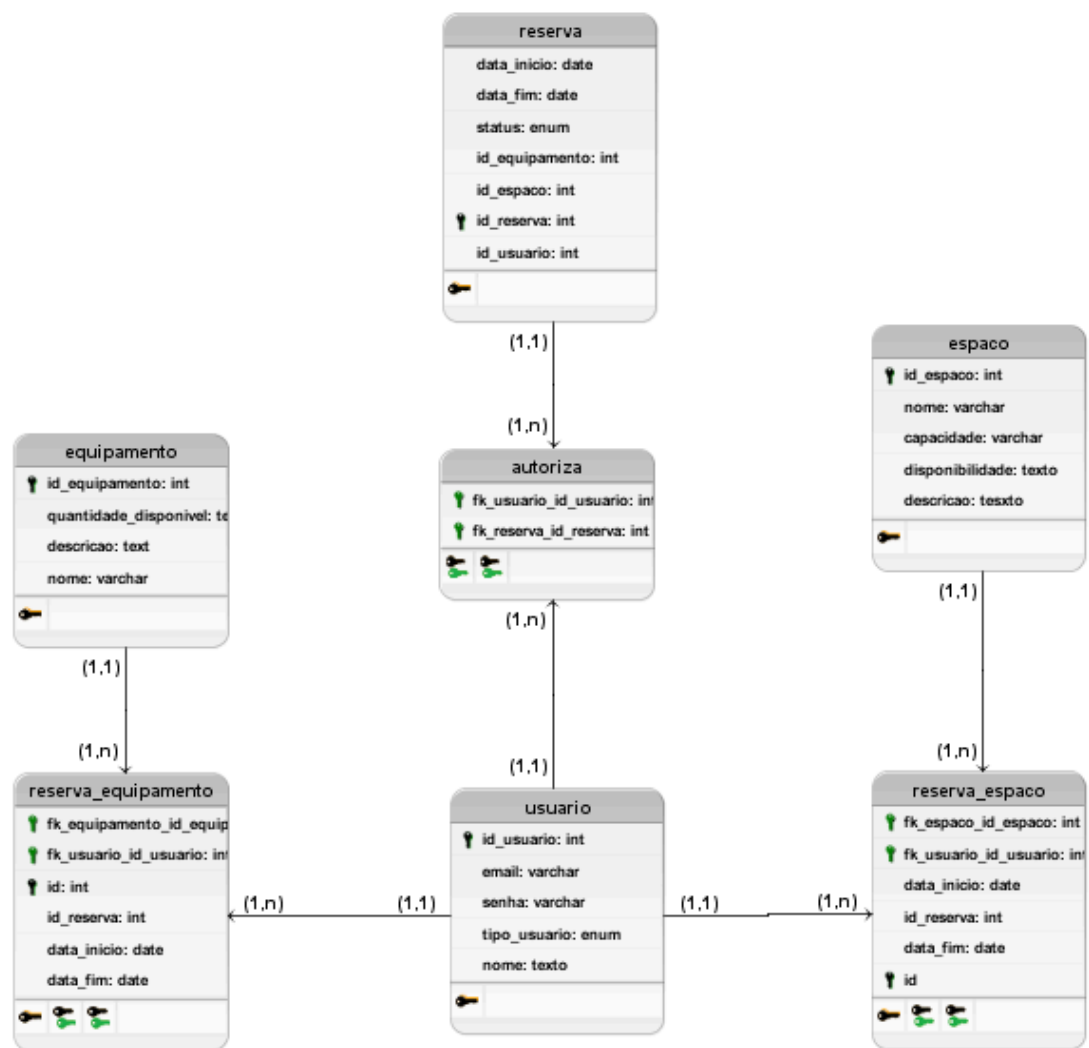 reserva
data_inicio: date
data_fim: date
status: enum
id_equipamento: int
id_espaço: int
id_reserva: int
id_usuario: int
(1,1)
(1,n)
autoriza
fk_usuario_id_usuario: int
fk_reserva_id_reserva: int
(1,n)
(1,1)
equipamento
id_equipamento: int
quantidade_disponivel: te
descricao: text
nome: varchar
(1,1)
(1,n)
espaco
id_espaco: int
nome: varchar
capacidade: varchar
disponibilidade: texto
descricao: tesxto
(1,1)
(1,n)
reserva_equipamento
fk_equipamento_id_equip
fk_usuario_id_usuario: int
id: int
id_reserva: int
data_inicio: date
data_fim: date
(1,n)
(1,1)
usuario
id_usuario: int
email: varchar
senha: varchar
tipo_usuario: enum
nome: texto
(1,1)
(1,n)
reserva_espaco
fk_espaco_id_espaco: int
fk_usuario_id_usuario: int
data_inicio: date
id_reserva: int
data_fim: date
id